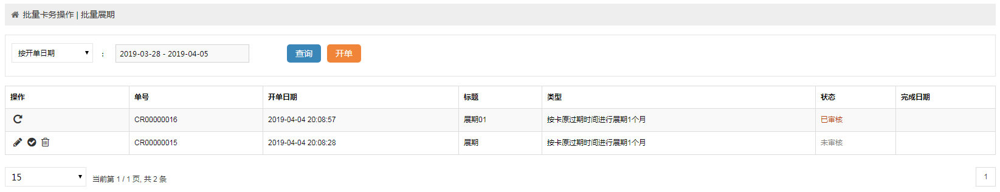 批量卡务操作 | 批量展期
按开单日期 : 2019-03-28 - 2019-04-05 查询 开单
操作 单号 开单日期 标题 类型 状态 完成日期
CR00000016 2019-04-04 20:08:57 展期01 按卡原过期时间进行展期1个月 已审核
CR00000015 2019-04-04 20:08:28 展期 按卡原过期时间进行展期1个月 未审核
15 当前第 1 / 1 页, 共 2 条 1